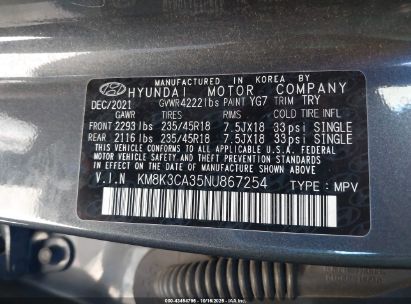 MANUFACTURED IN KOREA BY
HYUNDAI MOTOR COMPANY
DEC/2021 GVWR 4222lbs PAINT YG7 TRIM TRY
GAWR TIRES RIMS COLD TIRE INFL
FRONT 2293lbs 235/45R18 7.5JX18 33psi SINGLE
REAR 2116lbs 235/45R18 7.5JX18 33psi SINGLE
THIS VEHICLE CONFORMS TO ALL APPLICABLE
FEDERAL MOTOR VEHICLE SAFETY STANDARDS
IN EFFECT ON THE DATE OF MANUFACTURE
SHOWN ABOVE.
V.I.N KM8K3CA35NU867254 TYPE : MPV